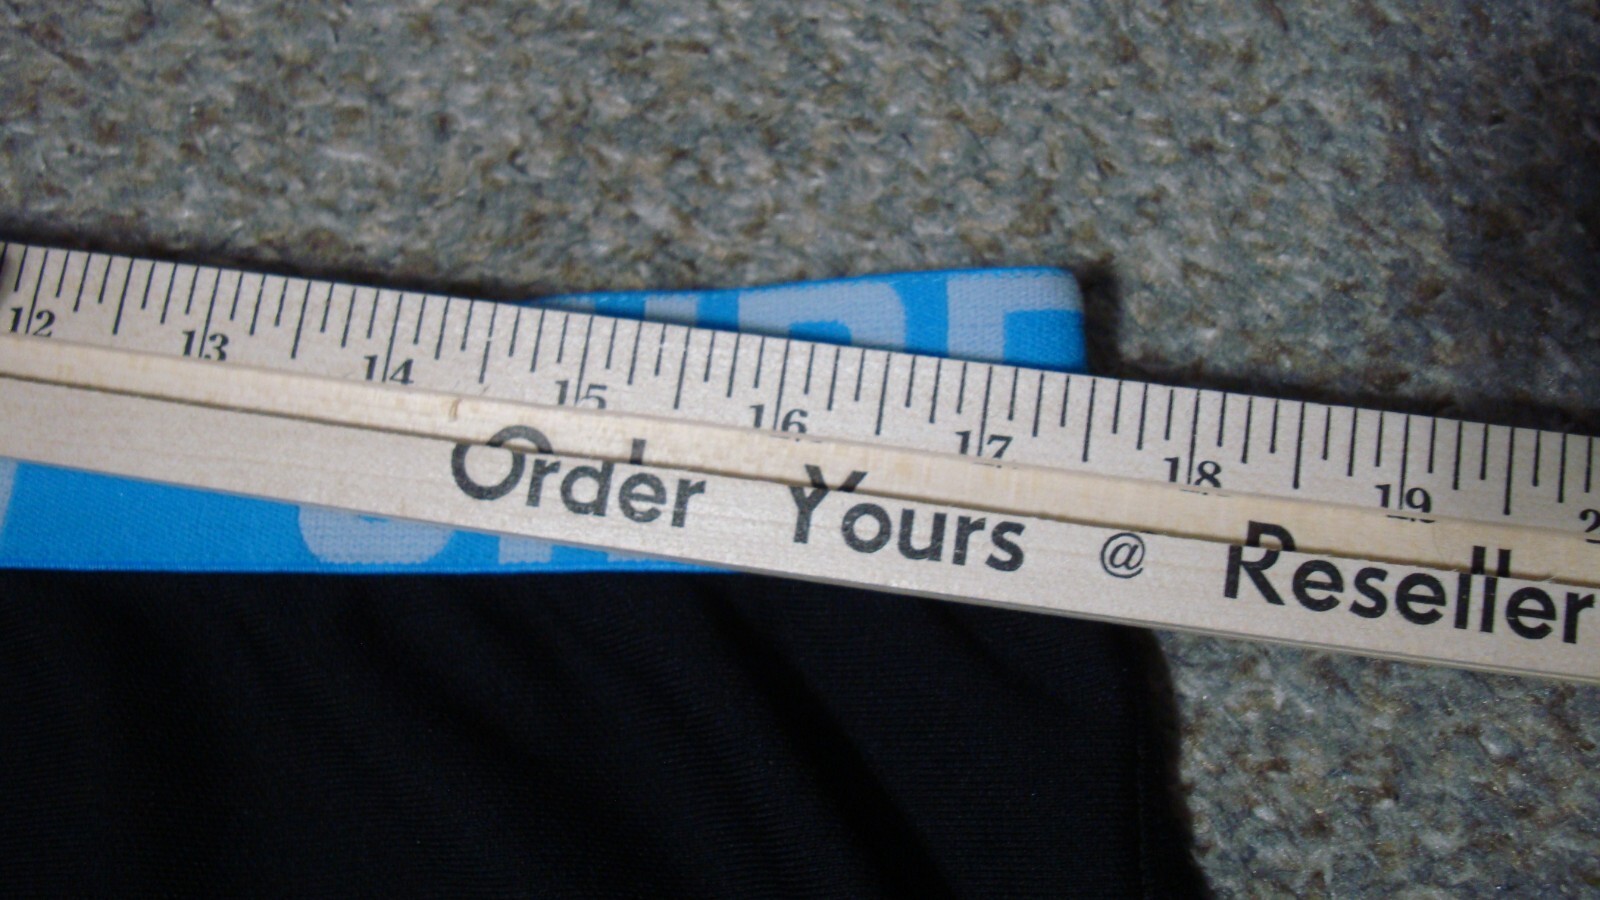 12 13 14 15 16 17 18 19
Order Yours @ Reseller